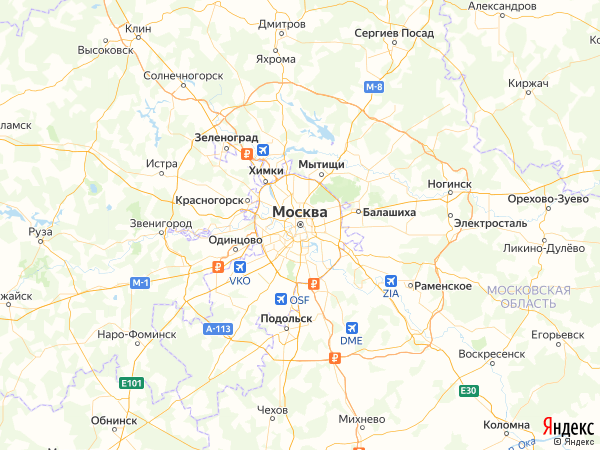 Александров
Дмитров
Клин
Сергиев Посад
Высоковск
Яхрома
Солнечногорск
М-8
Киржач
ламск
Зеленоград
Истра
Химки
Мытищи
Ногинск
Красногорск
Орехово-Зуево
Москва
Балашиха
Звенигород
Электросталь
Руза
Одинцово
Ликино-Дулёво
VKO
М-1
ZIA
Раменское
МОСКОВСКАЯ
ОБЛАСТЬ
OSF
жайск
Подольск
А-113
Наро-Фоминск
DME
Егорьевск
Воскресенск
E101
E30
Чехов
Обнинск
Михнево
Коломна
Яндекс
р. Ока
© Яндекс